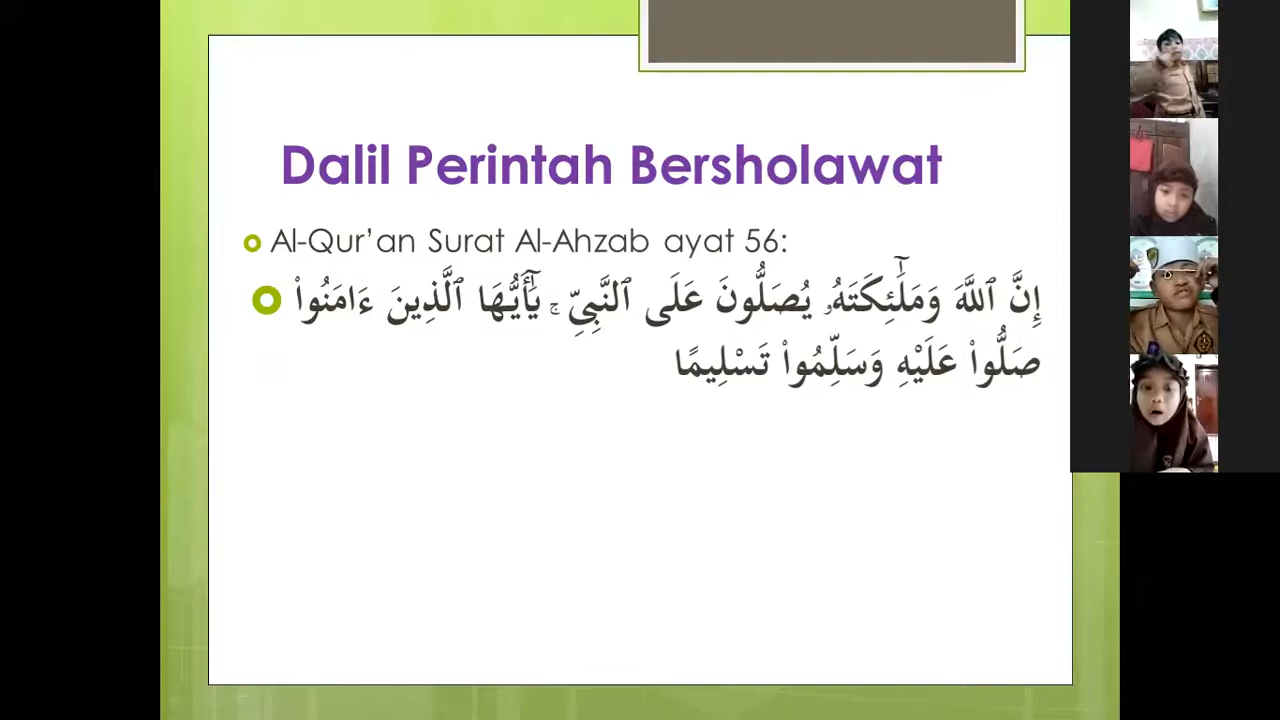 Dalil Perintah Bersholawat
Al-Qur’an Surat Al-Ahzab ayat 56:
إِنَّ ٱللَّهَ وَمَلَٰٓئِكَتَهُۥ يُصَلُّونَ عَلَى ٱلنَّبِىِّ ۚ يَٰٓأَيُّهَا ٱلَّذِينَ ءَامَنُوا۟
صَلُّوا۟ عَلَيْهِ وَسَلِّمُوا۟ تَسْلِيمًا